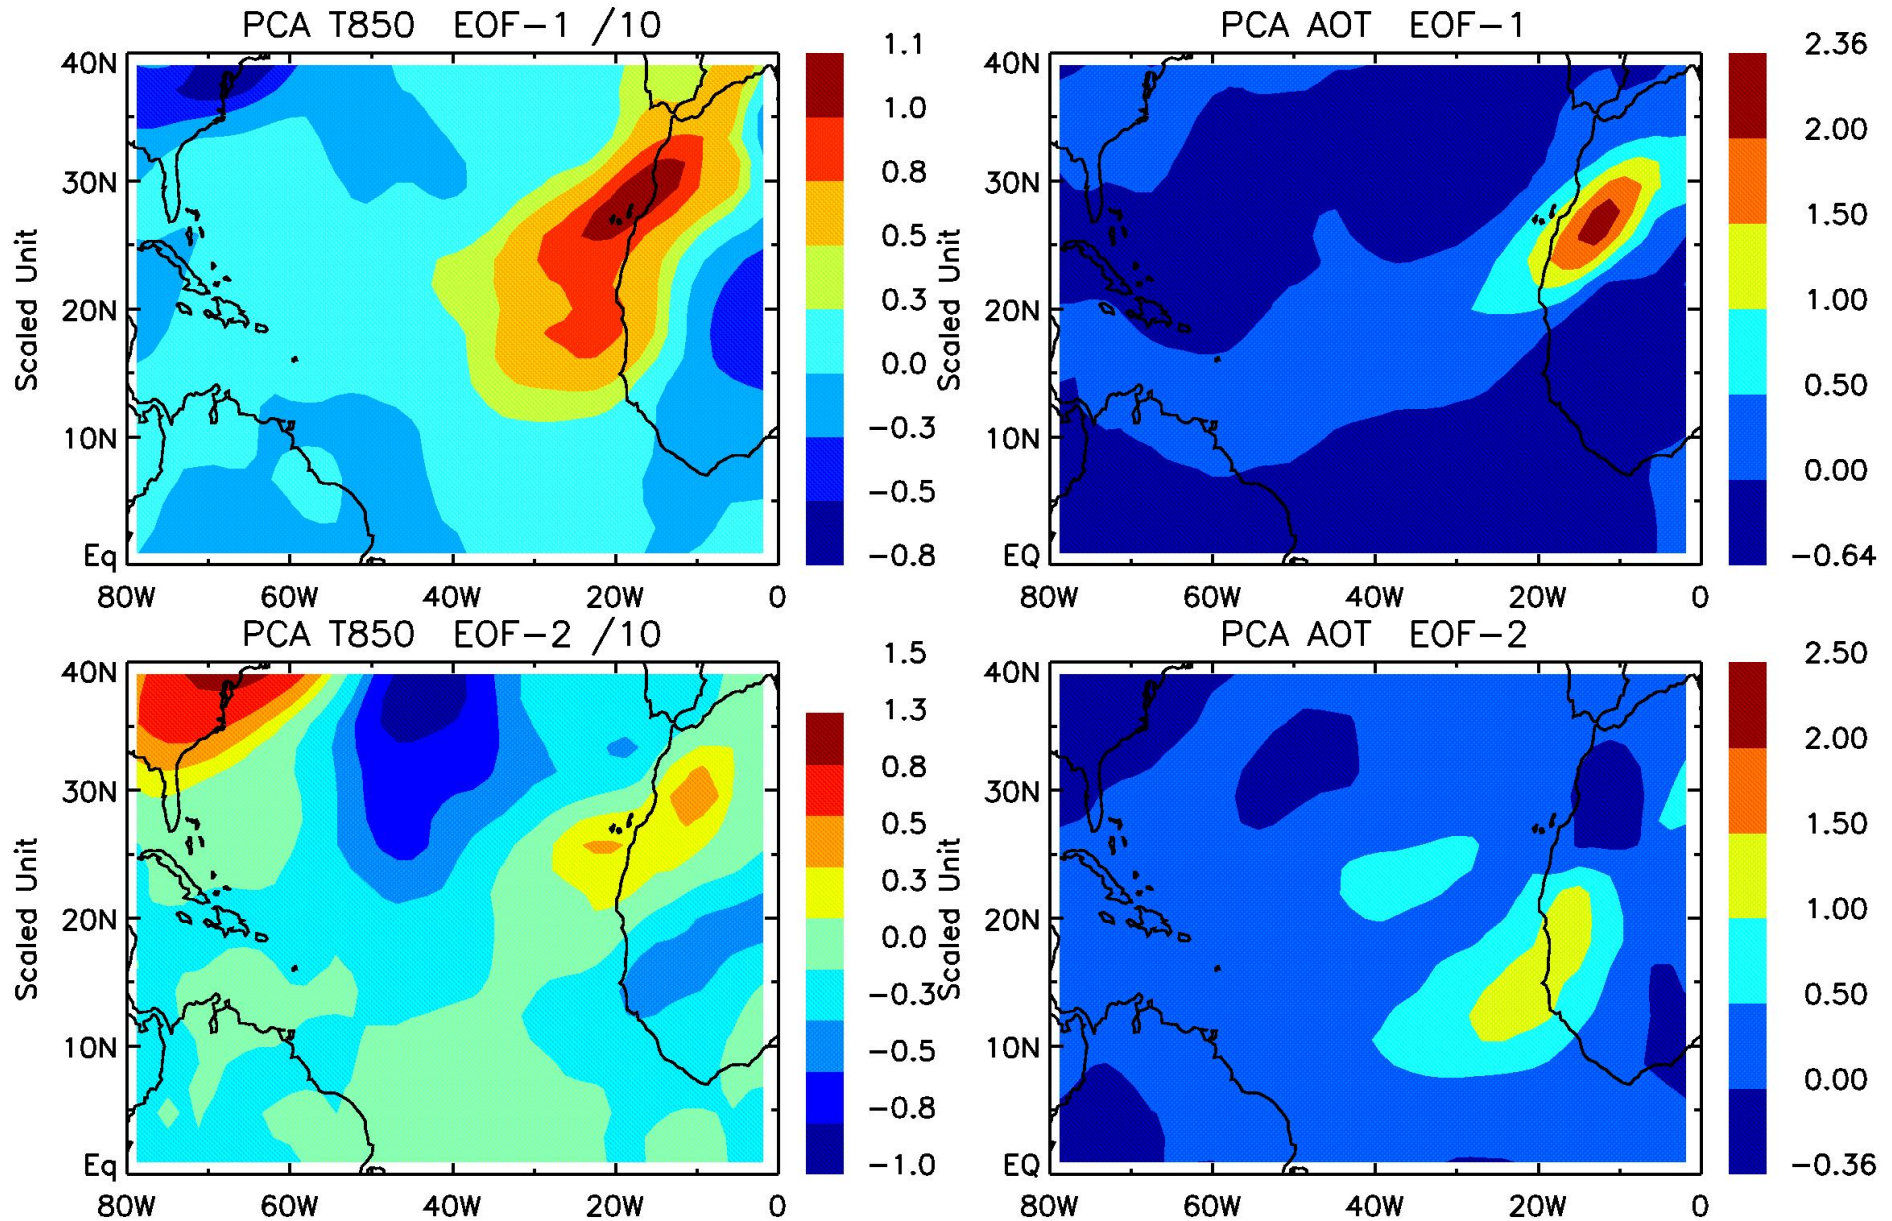 PCA T850 EOF-1 /10
40N
30N
20N
10N
Eq
80W 60W 40W 20W 0
Scaled Unit
1.1
1.0
0.8
0.5
0.3
0.0
-0.3
-0.5
-0.8
PCA AOT EOF-1
40N
30N
20N
10N
EQ
80W 60W 40W 20W 0
Scaled Unit
2.36
2.00
1.50
1.00
0.50
0.00
-0.64
PCA T850 EOF-2 /10
40N
30N
20N
10N
Eq
80W 60W 40W 20W 0
Scaled Unit
1.5
1.3
0.8
0.5
0.3
0.0
-0.3
-0.5
-0.8
-1.0
PCA AOT EOF-2
40N
30N
20N
10N
EQ
80W 60W 40W 20W 0
Scaled Unit
2.50
2.00
1.50
1.00
0.50
0.00
-0.36